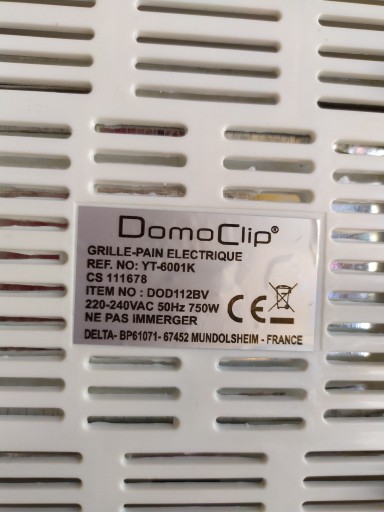 DomoClip®
GRILLE-PAIN ELECTRIQUE
REF. NO: YT-6001K
CS 111678
ITEM NO : DOD112BV
220-240VAC 50Hz 750W
NE PAS IMMERGER
CE
DELTA- BP61071- 67452 MUNDOLSHEIM - FRANCE